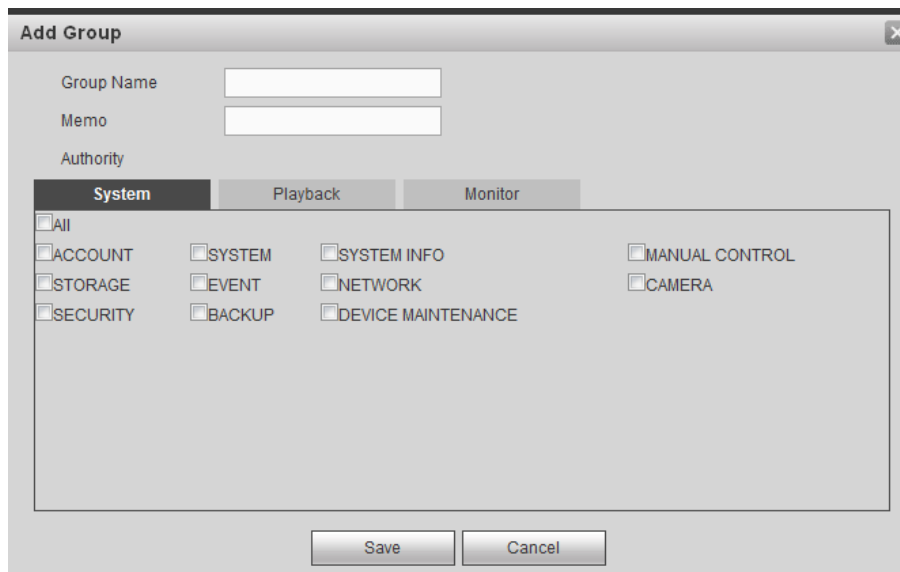 Add Group
Group Name
Memo
Authority
System Playback Monitor
All
ACCOUNT SYSTEM SYSTEM INFO MANUAL CONTROL
STORAGE EVENT NETWORK CAMERA
SECURITY BACKUP DEVICE MAINTENANCE
Save Cancel